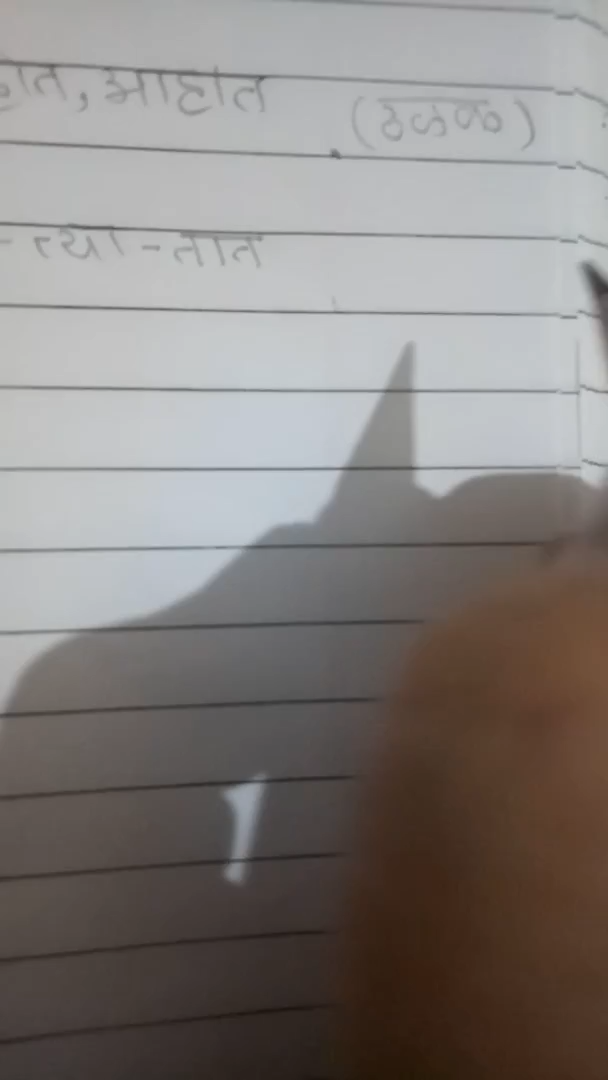 हात, आहात (ठळक)
- त्या - तात